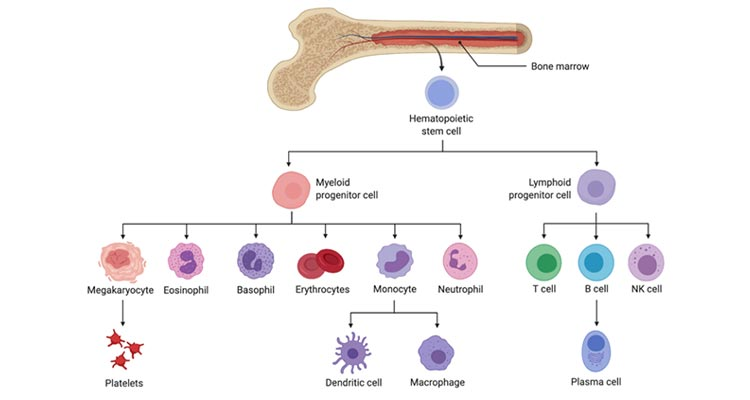 Bone marrow
Hematopoietic
stem cell
Myeloid
progenitor cell
Lymphoid
progenitor cell
Megakaryocyte
Eosinophil
Basophil
Erythrocytes
Monocyte
Neutrophil
T cell
B cell
NK cell
Platelets
Dendritic cell
Macrophage
Plasma cell